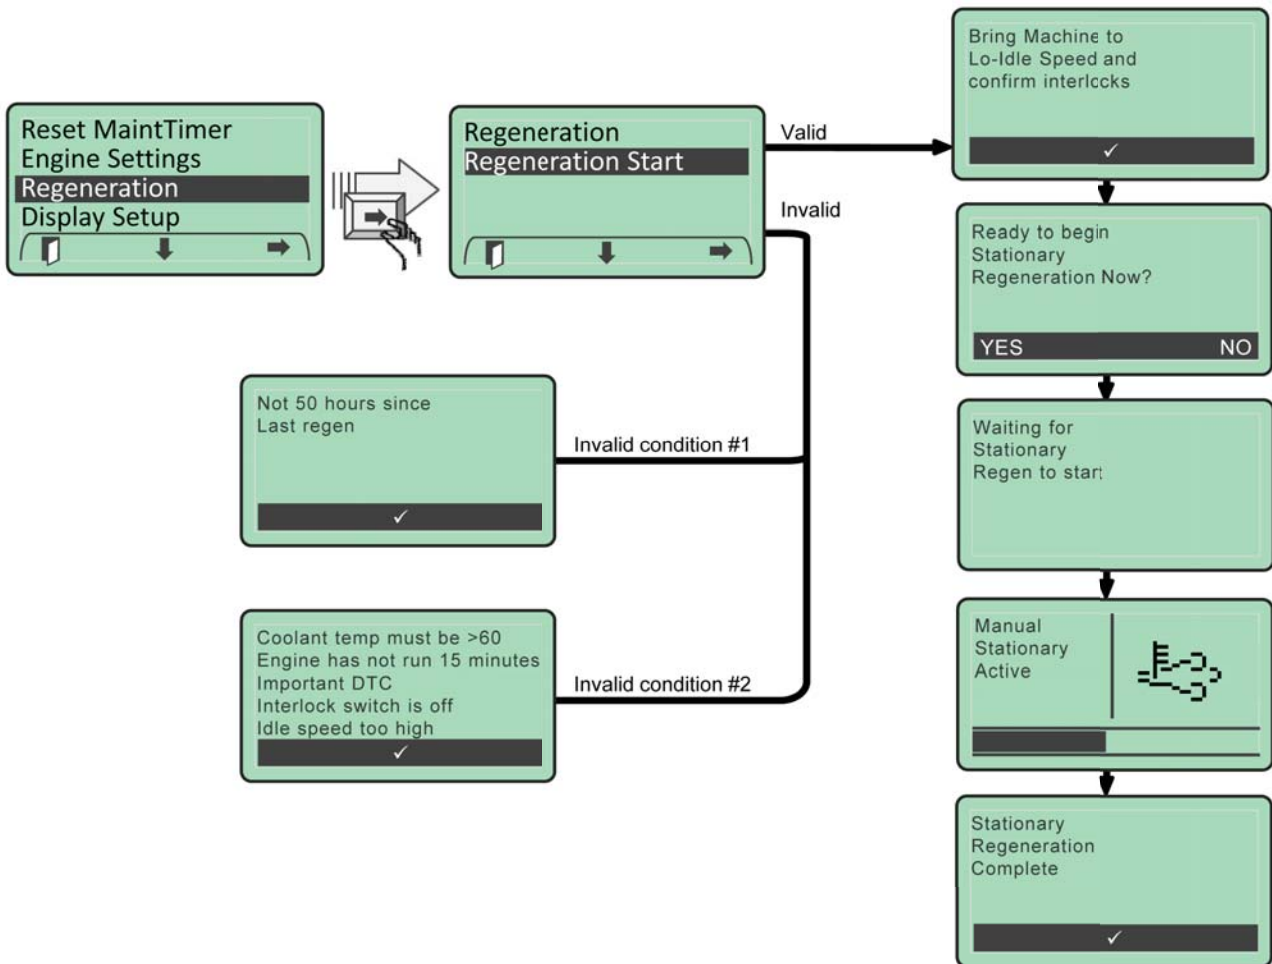 Reset MaintTimer
Engine Settings
Regeneration
Display Setup
Regeneration
Regeneration Start
Valid
Invalid
Bring Machine to
Lo-Idle Speed and
confirm interlocks
Ready to begin
Stationary
Regeneration Now?
YES NO
Waiting for
Stationary
Regen to start
Manual
Stationary
Active
Stationary
Regeneration
Complete
Not 50 hours since
Last regen
Invalid condition #1
Coolant temp must be >60
Engine has not run 15 minutes
Important DTC
Interlock switch is off
Idle speed too high
Invalid condition #2